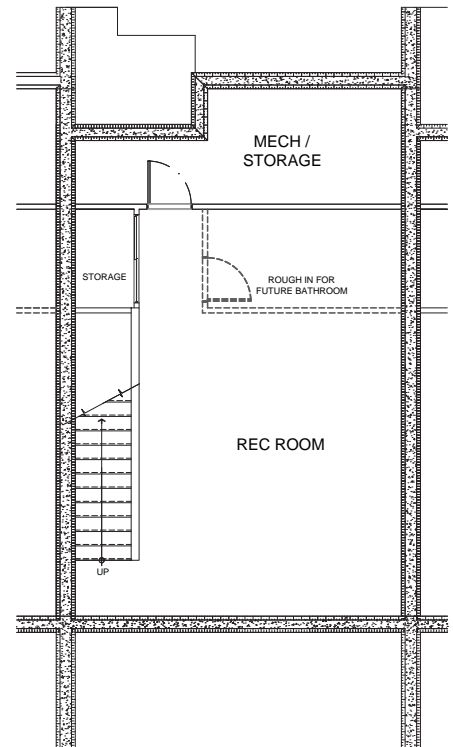 MECH /
STORAGE
STORAGE
ROUGH IN FOR
FUTURE BATHROOM
REC ROOM
UP